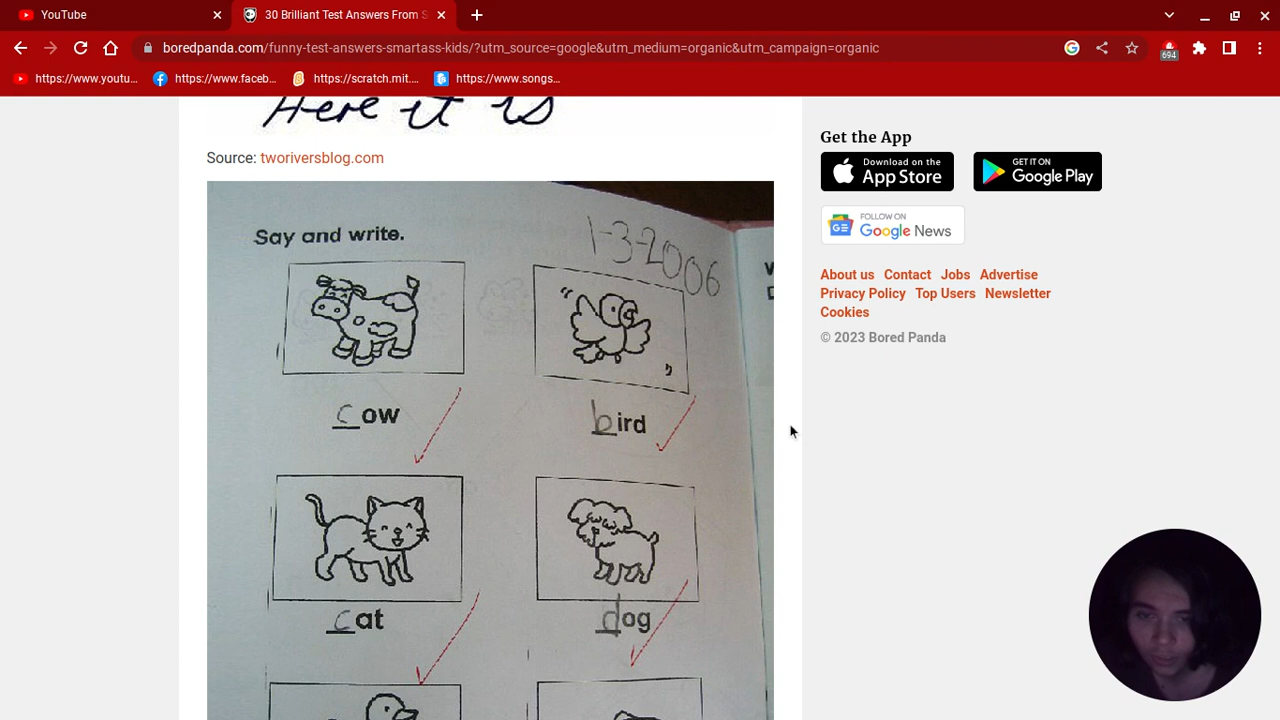 YouTube
30 Brilliant Test Answers From S
boredpanda.com/funny-test-answers-smartass-kids/?utm_source=google&utm_medium=organic&utm_campaign=organic
694
https://www.youtu...
https://www.faceb...
https://scratch.mit....
https://www.songs...
Here it is
Source: tworiversblog.com
Say and write.
1-3-2006
cow
bird
cat
dog
Get the App
Download on the
App Store
GET IT ON
Google Play
FOLLOW ON
Google News
About us Contact Jobs Advertise
Privacy Policy Top Users Newsletter
Cookies
© 2023 Bored Panda